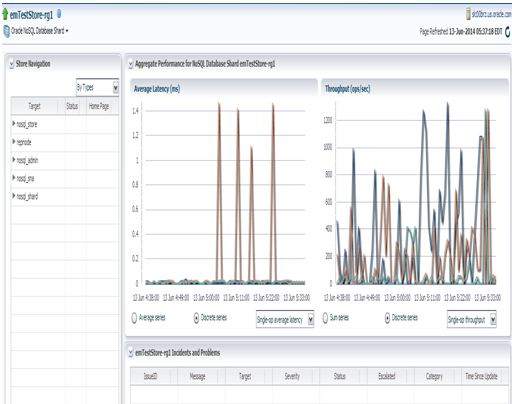 emTestStore-rg1
slc00brz.us.oracle.com
Oracle NoSQL Database Shard
Page Refreshed 13-Jun-2014 05:37:18 EDT
Store Navigation
By Types
Target Status Home Page
nosql_store
repnode
nosql_admin
nosql_sna
nosql_shard
Aggregate Performance for NoSQL Database Shard emTestStore-rg1
Average Latency (ms)
1.4
1.2
1
0.8
0.6
0.4
0.2
0
13 Jun 4:38:00 13 Jun 4:49:00 13 Jun 5:00:00 13 Jun 5:11:00 13 Jun 5:22:00 13 Jun 5:33:00
Average series
Discrete series
Single-op average latency
Throughput (ops/sec)
1200
1000
800
600
400
200
0
13 Jun 4:38:00 13 Jun 4:49:00 13 Jun 5:00:00 13 Jun 5:11:00 13 Jun 5:22:00 13 Jun 5:33:00
Sum series
Discrete series
Single-op throughput
emTestStore-rg1 Incidents and Problems
IssueID Message Target Severity Status Escalated Category Time Since Update